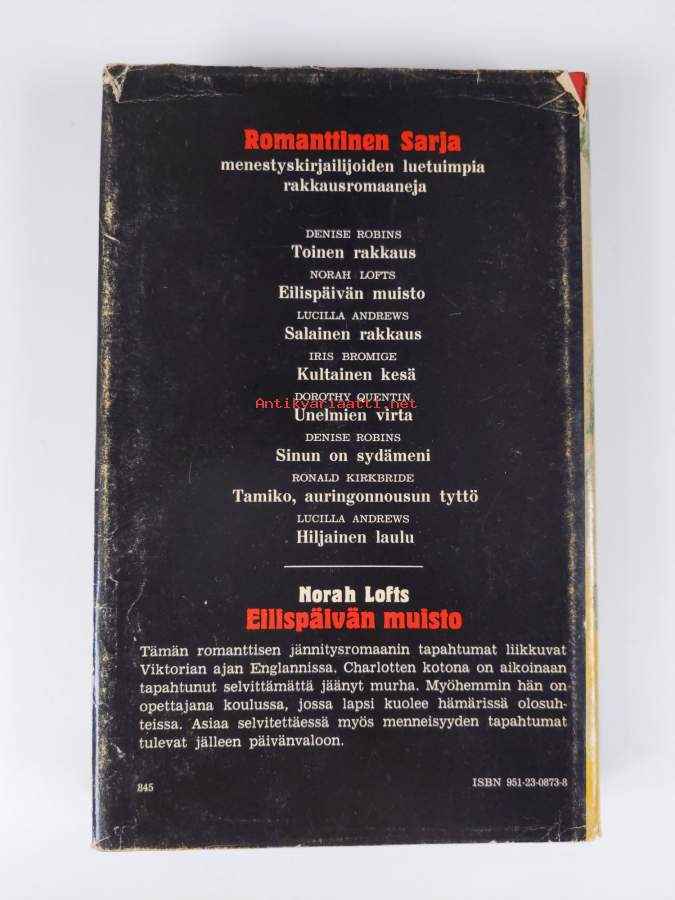 Romanttinen Sarja
menestyskirjailijoiden luetuimpia
rakkausromaaneja
DENISE ROBINS
Toinen rakkaus
NORAH LOFTS
Eilispäivän muisto
LUCILLA ANDREWS
Salainen rakkaus
IRIS BROMIGE
Kultainen kesä
DOROTHY QUENTIN
Antikvariaatti.net
Unelmien virta
DENISE ROBINS
Sinun on sydämeni
RONALD KIRKBRIDE
Tamiko, auringonnousun tyttö
LUCILLA ANDREWS
Hiljainen laulu
Norah Lofts
Eilispäivän muisto
Tämän romanttisen jännitysromaanin tapahtumat liikkuvat
Viktorian ajan Englannissa. Charlotten kotona on aikoinaan
tapahtunut selvittämättä jäänyt murha. Myöhemmin hän on
opettajana koulussa, jossa lapsi kuolee hämärissä olosuh-
teissa. Asiaa selvitettäessä myös menneisyyden tapahtumat
tulevat jälleen päivänvaloon.
845
ISBN 951-23-0873-8